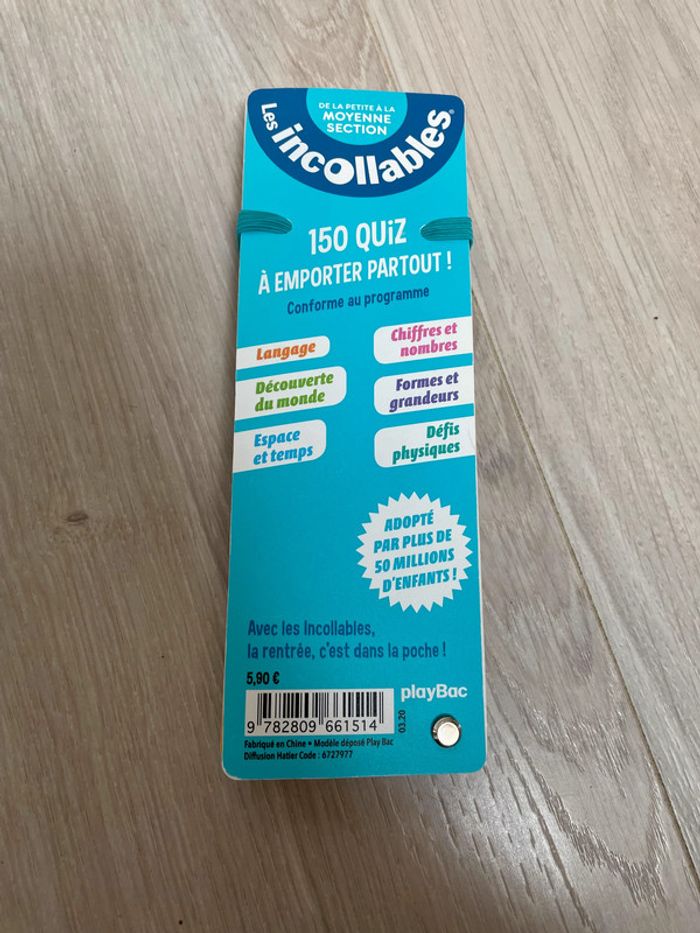 DE LA PETITE À LA
MOYENNE
SECTION
Les incollables®
150 QUiZ
À EMPORTER PARTOUT !
Conforme au programme
Langage
Chiffres et
nombres
Découverte
du monde
Formes et
grandeurs
Espace
et temps
Défis
physiques
ADOPTÉ
PAR PLUS DE
50 MILLIONS
D'ENFANTS !
Avec les Incollables,
la rentrée, c'est dans la poche !
5,90 €
playBac
03.20
9 782809 661514
Fabriqué en Chine • Modèle déposé Play Bac
Diffusion Hatier Code : 6727977